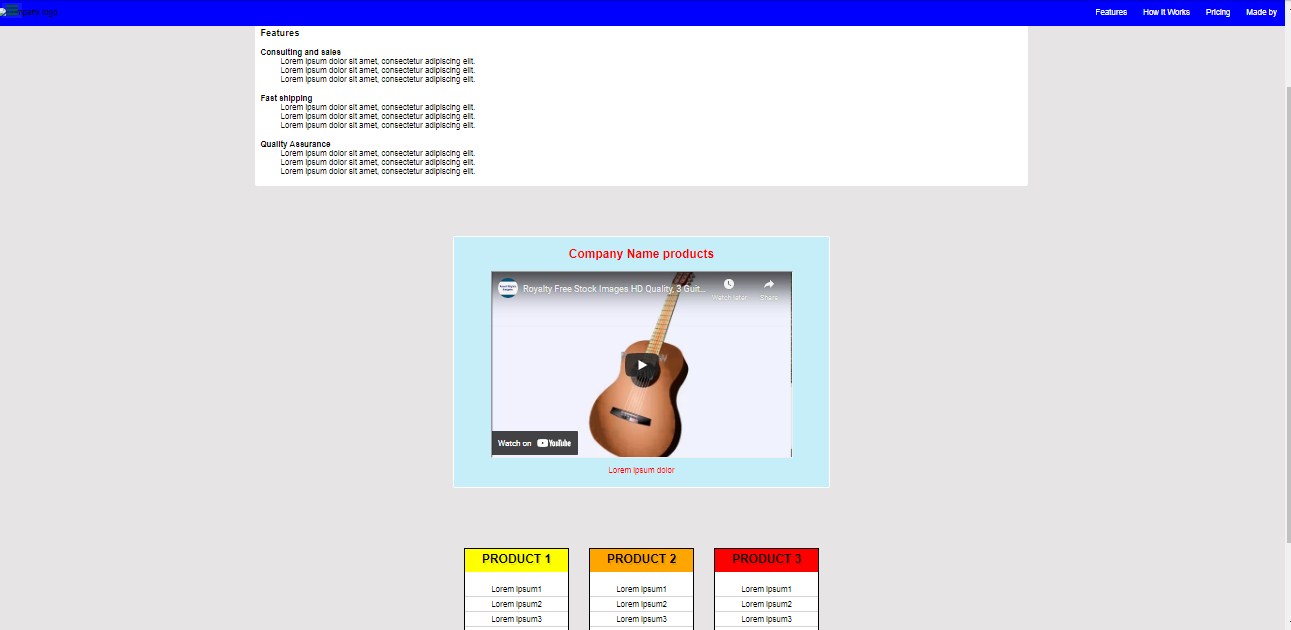 Features
How It Works
Pricing
Made by
Features
Consulting and sales
Lorem ipsum dolor sit amet, consectetur adipiscing elit.
Lorem ipsum dolor sit amet, consectetur adipiscing elit.
Lorem ipsum dolor sit amet, consectetur adipiscing elit.
Fast shipping
Lorem ipsum dolor sit amet, consectetur adipiscing elit.
Lorem ipsum dolor sit amet, consectetur adipiscing elit.
Lorem ipsum dolor sit amet, consectetur adipiscing elit.
Quality Assurance
Lorem ipsum dolor sit amet, consectetur adipiscing elit.
Lorem ipsum dolor sit amet, consectetur adipiscing elit.
Lorem ipsum dolor sit amet, consectetur adipiscing elit.
Company Name products
Royalty Free Stock Images HD Quality, 3 Guit...
Watch later
Share
Watch on YouTube
Lorem ipsum dolor
PRODUCT 1
Lorem Ipsum1
Lorem Ipsum2
Lorem Ipsum3
PRODUCT 2
Lorem Ipsum1
Lorem Ipsum2
Lorem Ipsum3
PRODUCT 3
Lorem Ipsum1
Lorem Ipsum2
Lorem Ipsum3